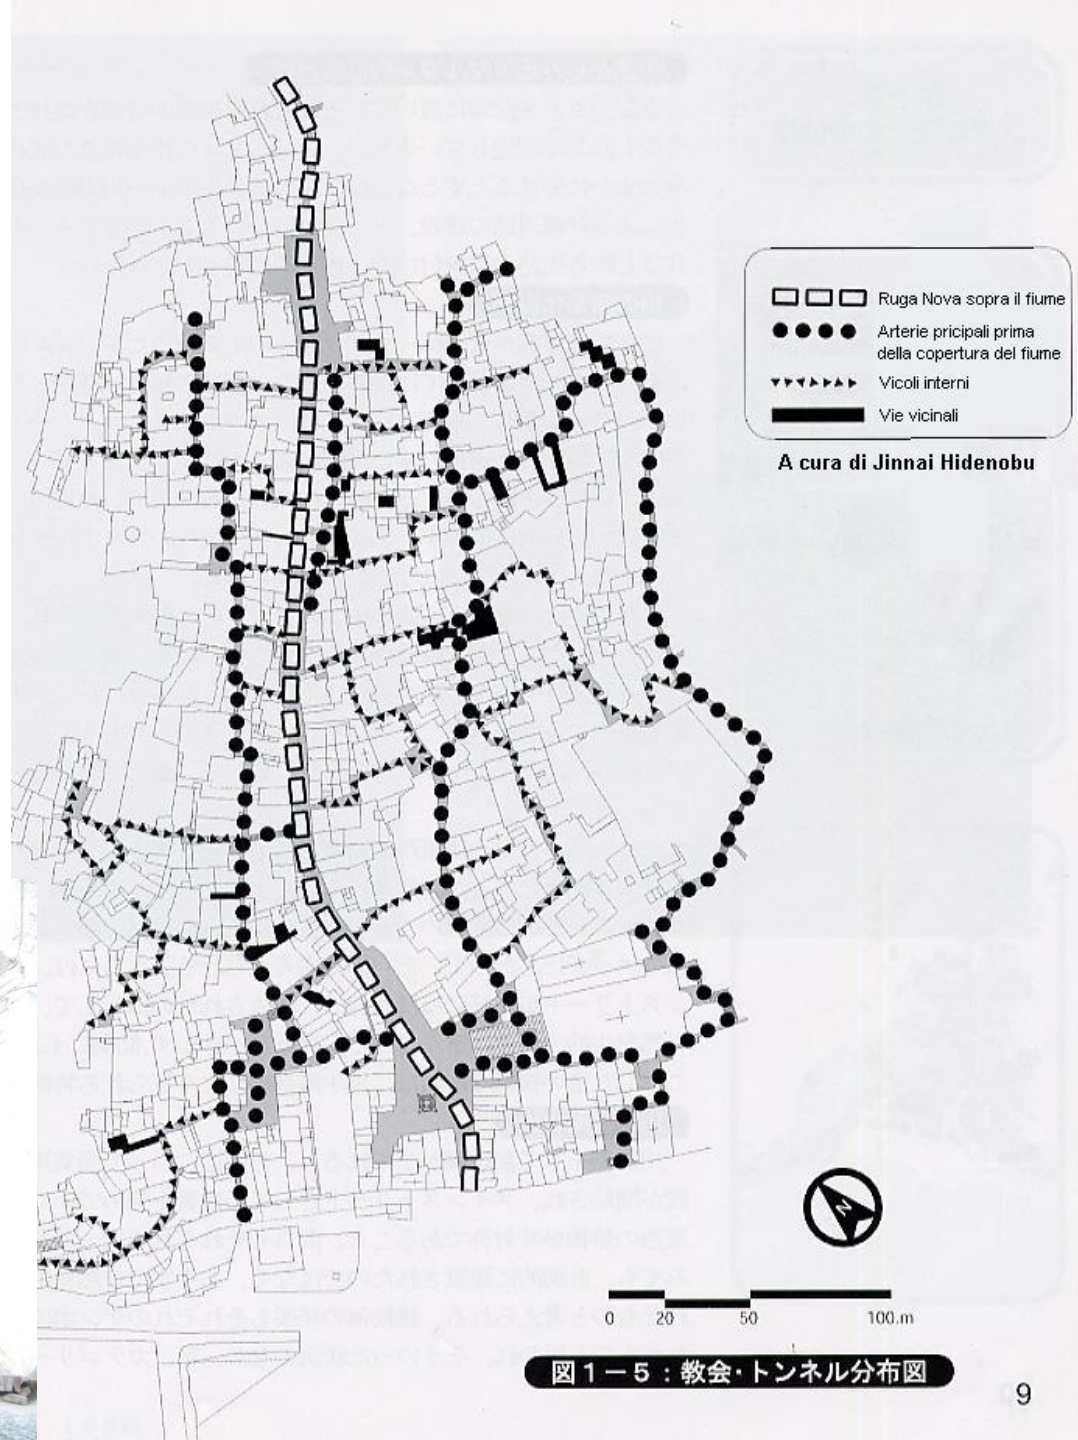 Ruga Nova sopra il fiume
Arterie pricipali prima
della copertura del fiume
Vicoli interni
Vie vicinali
A cura di Jinnai Hidenobu
N
0 20 50 100.m
図1－5：教会・トンネル分布図
9